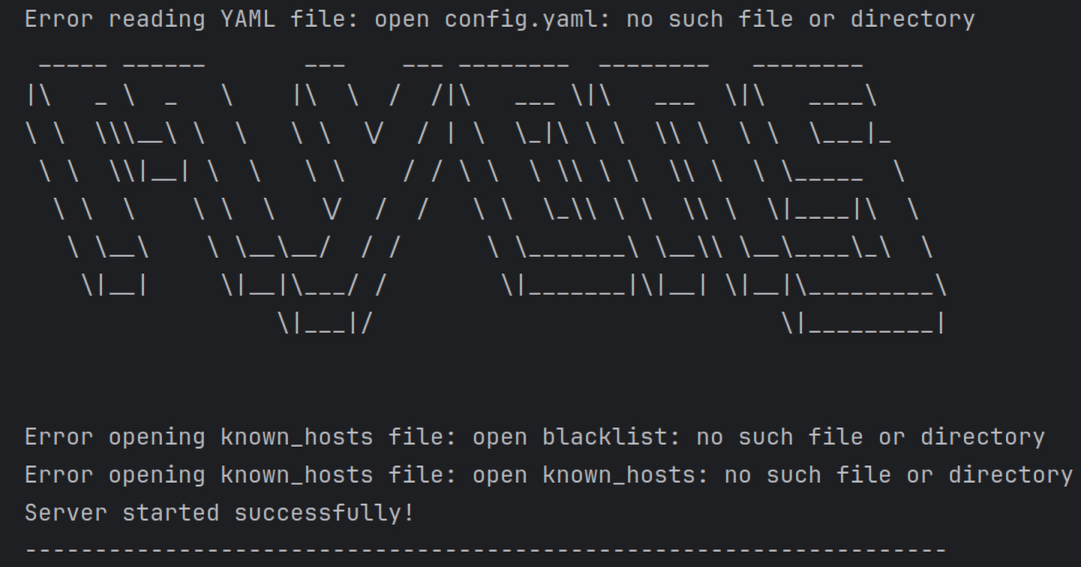 Error reading YAML file: open config.yaml: no such file or directory
 _____ ______       ___    ___ ________  ________   ________
|\   _ \  _   \    |\  \  /  /|\   ___ \|\   ___  \|\   ____\
\ \  \\\__\ \  \   \ \  \/  / | \  \_|\ \ \  \\ \  \ \  \___|_
 \ \  \\|__| \  \   \ \    / / \ \  \ \\ \ \  \\ \  \ \_____  \
  \ \  \    \ \  \   \/  /  /   \ \  \_\\ \ \  \\ \  \|____|\  \
   \ \__\    \ \__\__/  / /      \ \_______\ \__\\ \__\____\_\  \
    \|__|     \|__|\___/ /        \|_______|\|__| \|__|\_________\
                  \|___|/                             \|_________|
Error opening known_hosts file: open blacklist: no such file or directory
Error opening known_hosts file: open known_hosts: no such file or directory
Server started successfully!
------------------------------------------------------------------